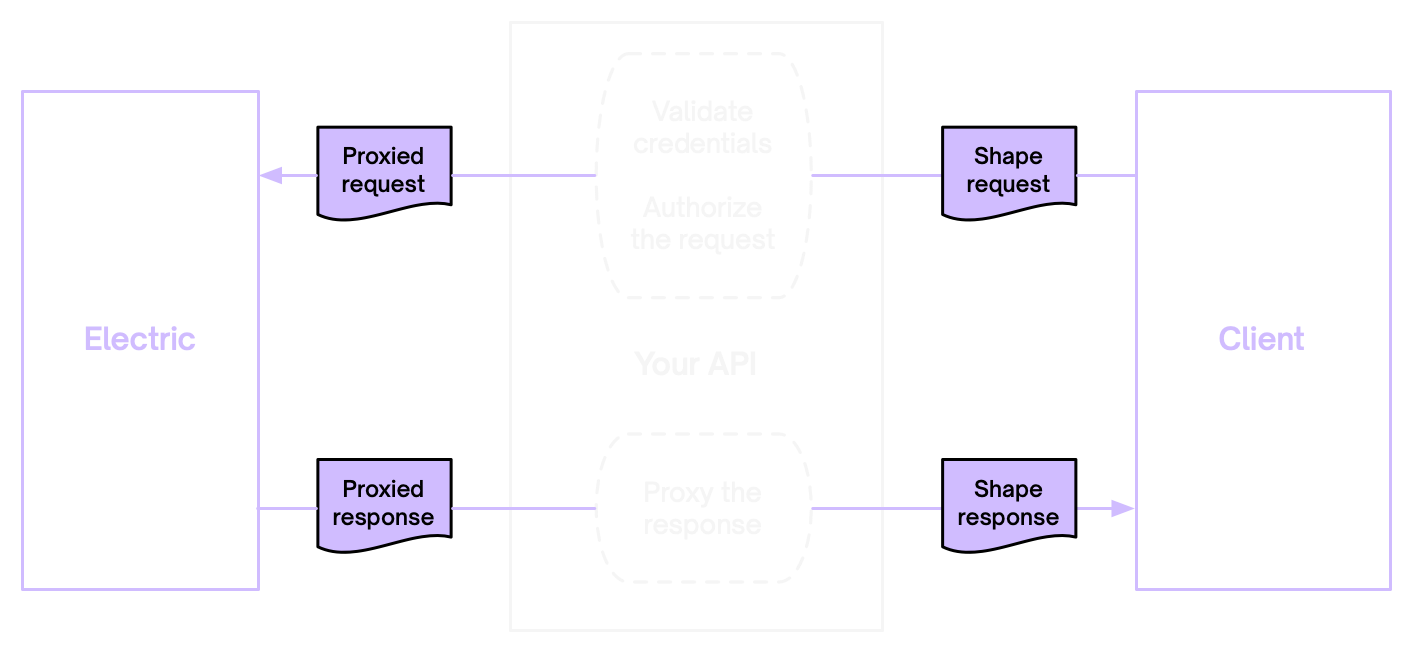 Validate
credentials
Proxied
request
Shape
request
Authorize
the request
Electric
Your API
Client
Proxied
response
Proxy the
response
Shape
response